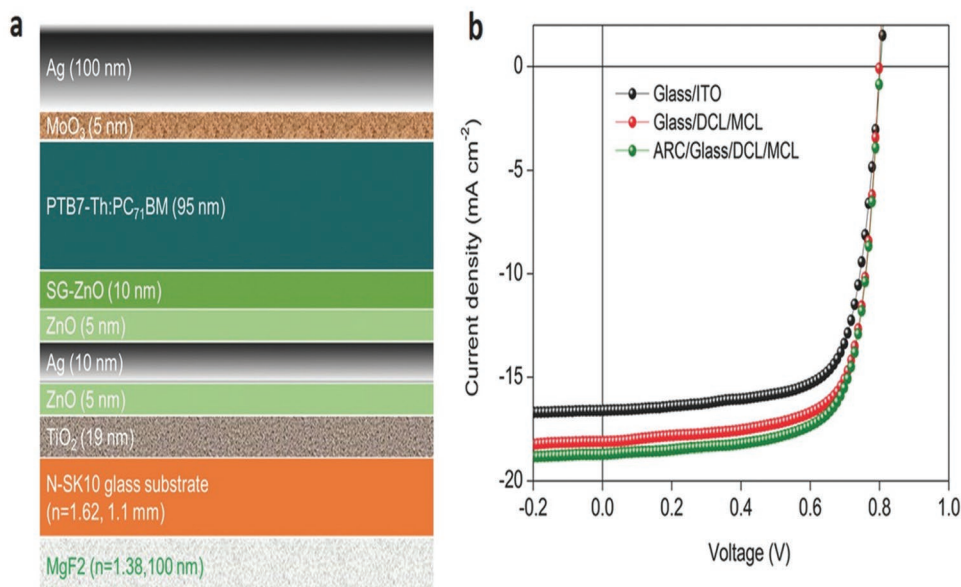 a
Ag (100 nm)
MoO₃ (5 nm)
PTB7-Th:PC₇₁BM (95 nm)
SG-ZnO (10 nm)
ZnO (5 nm)
Ag (10 nm)
ZnO (5 nm)
TiO₂ (19 nm)
N-SK10 glass substrate
(n=1.62, 1.1 mm)
MgF2 (n=1.38,100 nm)
b
Current density (mA cm⁻²)
0
-5
-10
-15
-20
Glass/ITO
Glass/DCL/MCL
ARC/Glass/DCL/MCL
-0.2 0.0 0.2 0.4 0.6 0.8 1.0
Voltage (V)